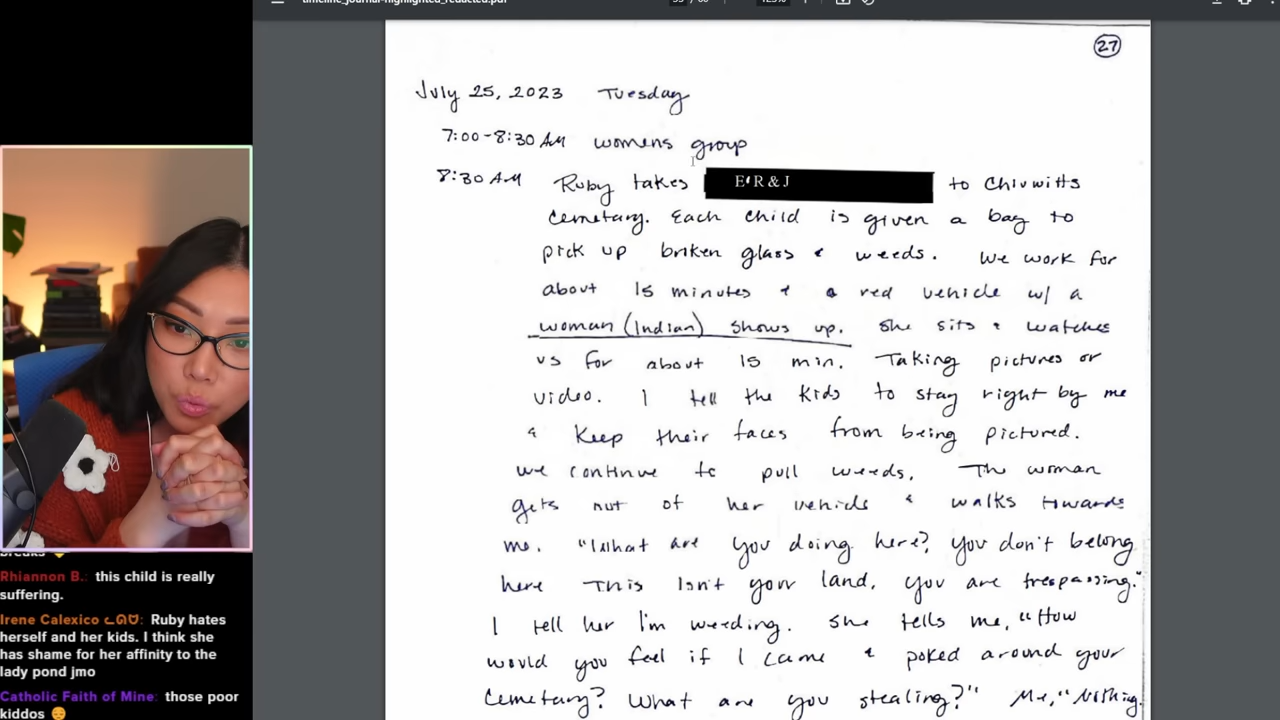 timeline_journal-highlighted_redacted.pdf
27
July 25, 2023 Tuesday
7:00-8:30 AM womens group
8:30 AM Ruby takes E R & J to Chivwitts
cemetary. Each child is given a bag to
pick up briken glass & weeds. We work for
about 15 minutes & a red vehicle w/ a
woman (Indian) shows up. She sits & watches
us for about 15 min. Taking pictures or
video. I tell the kids to stay right by me
& keep their faces from being pictured.
we continue to pull weeds. The woman
gets out of her vehicle & walks towards
me. "What are you doing here? you don't belong
here This Isn't your land. you are trespassing."
I tell her I'm weeding. She tells me, "How
would you feel if I came & poked around your
cemetary? What are you stealing?" Me, "Nothing.
Rhiannon B.: this child is really
suffering.
Irene Calexico: Ruby hates
herself and her kids. I think she
has shame for her affinity to the
lady pond jmo
Catholic Faith of Mine: those poor
kiddos